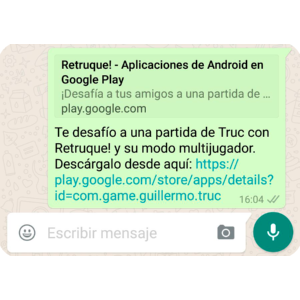 Retruque! - Aplicaciones de Android en
Google Play
¡Desafía a tus amigos a una partida de ...
play.google.com
Te desafío a una partida de Truc con
Retruque! y su modo multijugador.
Descárgalo desde aquí: https://
play.google.com/store/apps/details?
id=com.game.guillermo.truc
16:04
Escribir mensaje